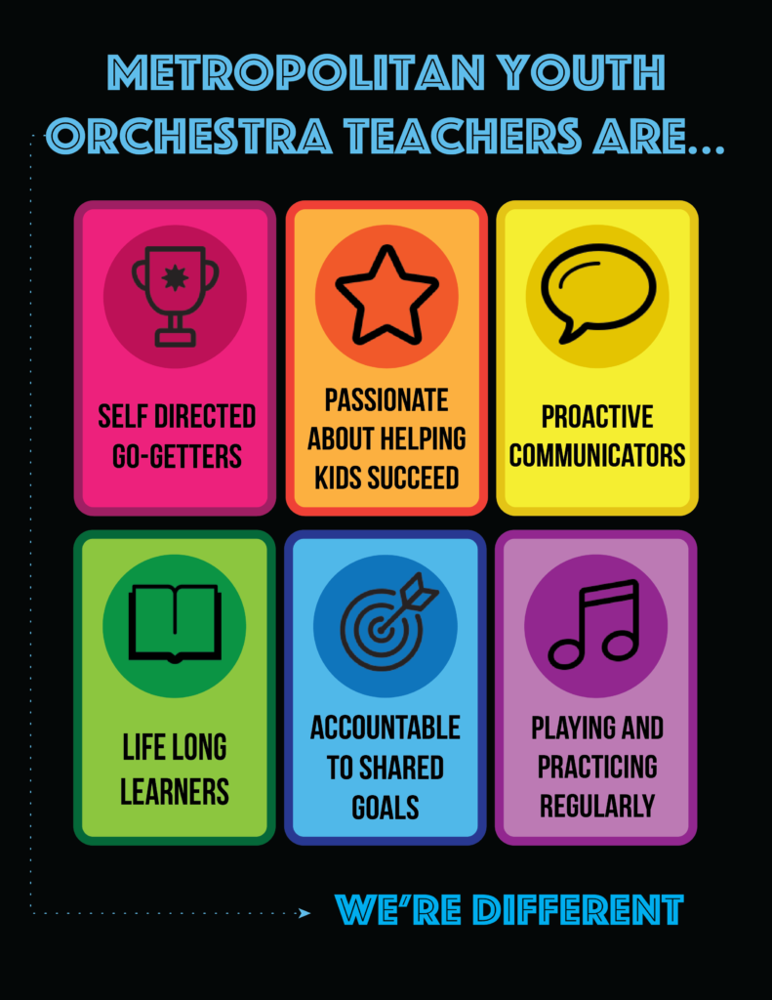 METROPOLITAN YOUTH
ORCHESTRA TEACHERS ARE...
SELF DIRECTED
GO-GETTERS
PASSIONATE
ABOUT HELPING
KIDS SUCCEED
PROACTIVE
COMMUNICATORS
LIFE LONG
LEARNERS
ACCOUNTABLE
TO SHARED
GOALS
PLAYING AND
PRACTICING
REGULARLY
WE'RE DIFFERENT